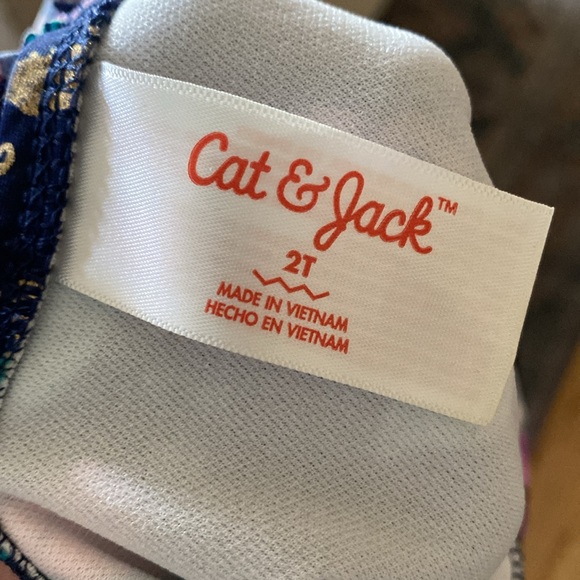 Cat & Jack™
2T
MADE IN VIETNAM
HECHO EN VIETNAM